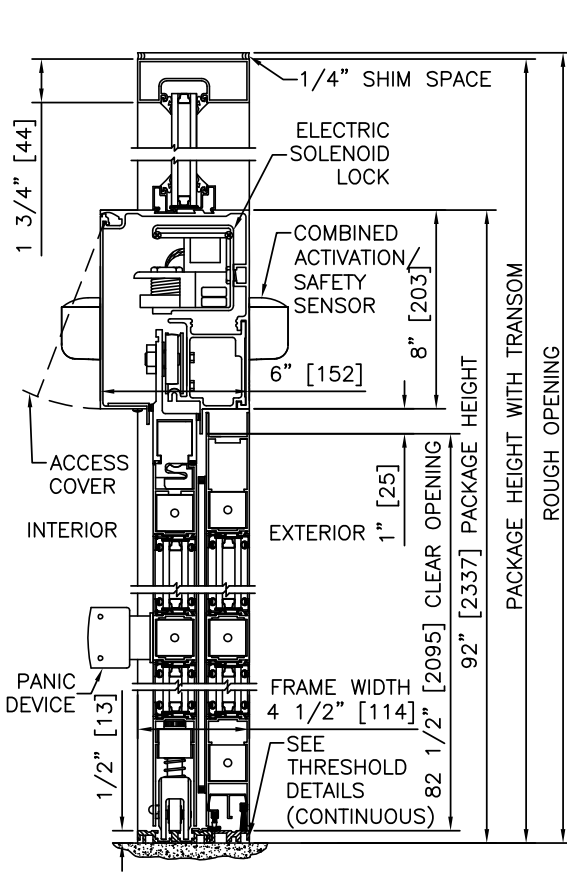 1/4" SHIM SPACE
1 3/4" [44]
ELECTRIC
SOLENOID
LOCK
COMBINED
ACTIVATION/
SAFETY
SENSOR
8" [203]
6" [152]
ACCESS
COVER
INTERIOR
EXTERIOR
1" [25]
82 1/2" [2095] CLEAR OPENING
92" [2337] PACKAGE HEIGHT
PACKAGE HEIGHT WITH TRANSOM
ROUGH OPENING
PANIC
DEVICE
FRAME WIDTH
4 1/2" [114]
1/2" [13]
SEE
THRESHOLD
DETAILS
(CONTINUOUS)